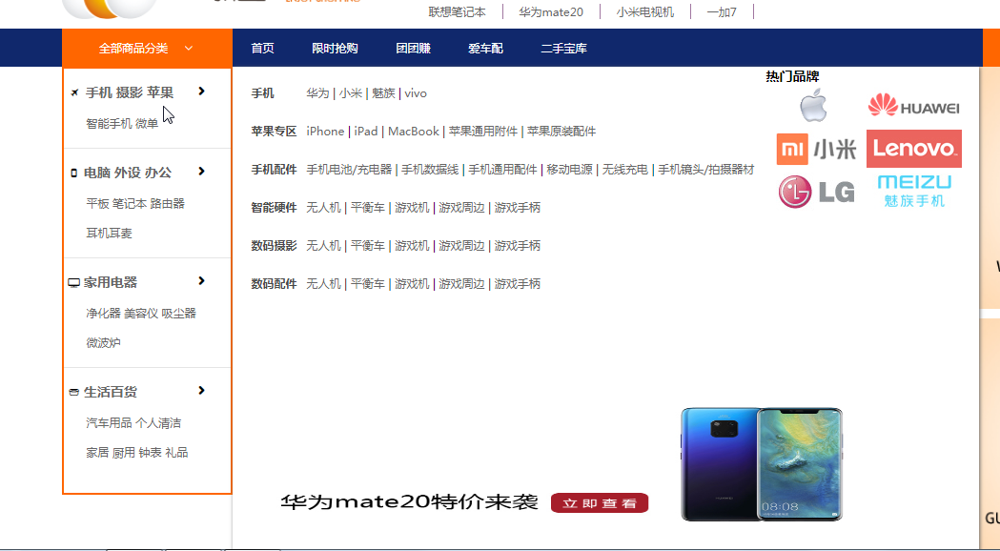 联想笔记本 | 华为mate20 | 小米电视机 | 一加7 |
全部商品分类 首页 限时抢购 团团赚 爱车配 二手宝库
手机 摄影 苹果
智能手机 微单
电脑 外设 办公
平板 笔记本 路由器
耳机耳麦
家用电器
净化器 美容仪 吸尘器
微波炉
生活百货
汽车用品 个人清洁
家居 厨用 钟表 礼品
手机 华为 | 小米 | 魅族 | vivo
苹果专区 iPhone | iPad | MacBook | 苹果通用附件 | 苹果原装配件
手机配件 手机电池/充电器 | 手机数据线 | 手机通用配件 | 移动电源 | 无线充电 | 手机镜头/拍摄器材
智能硬件 无人机 | 平衡车 | 游戏机 | 游戏周边 | 游戏手柄
数码摄影 无人机 | 平衡车 | 游戏机 | 游戏周边 | 游戏手柄
数码配件 无人机 | 平衡车 | 游戏机 | 游戏周边 | 游戏手柄
热门品牌
HUAWEI
mi 小米 Lenovo
LG MEIZU
魅族手机
华为mate20特价来袭 立即查看
HUAWEI
08:08
GU